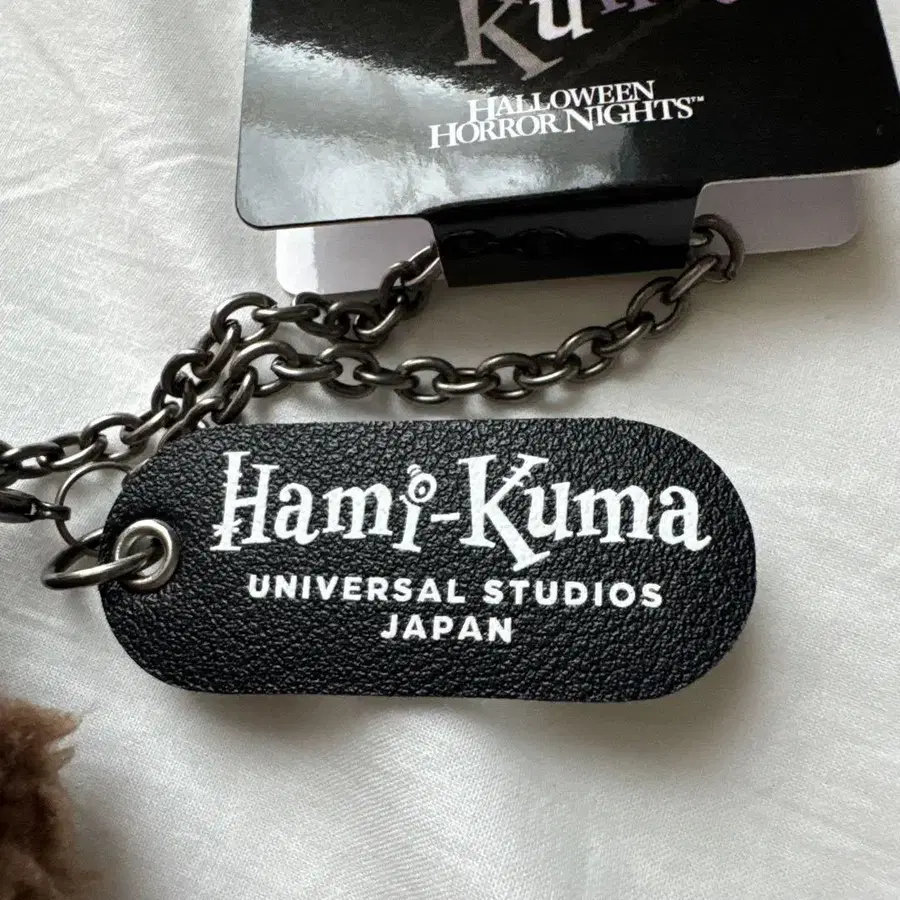 HALLOWEEN
HORROR NIGHTS™
Hami-Kuma
UNIVERSAL STUDIOS
JAPAN